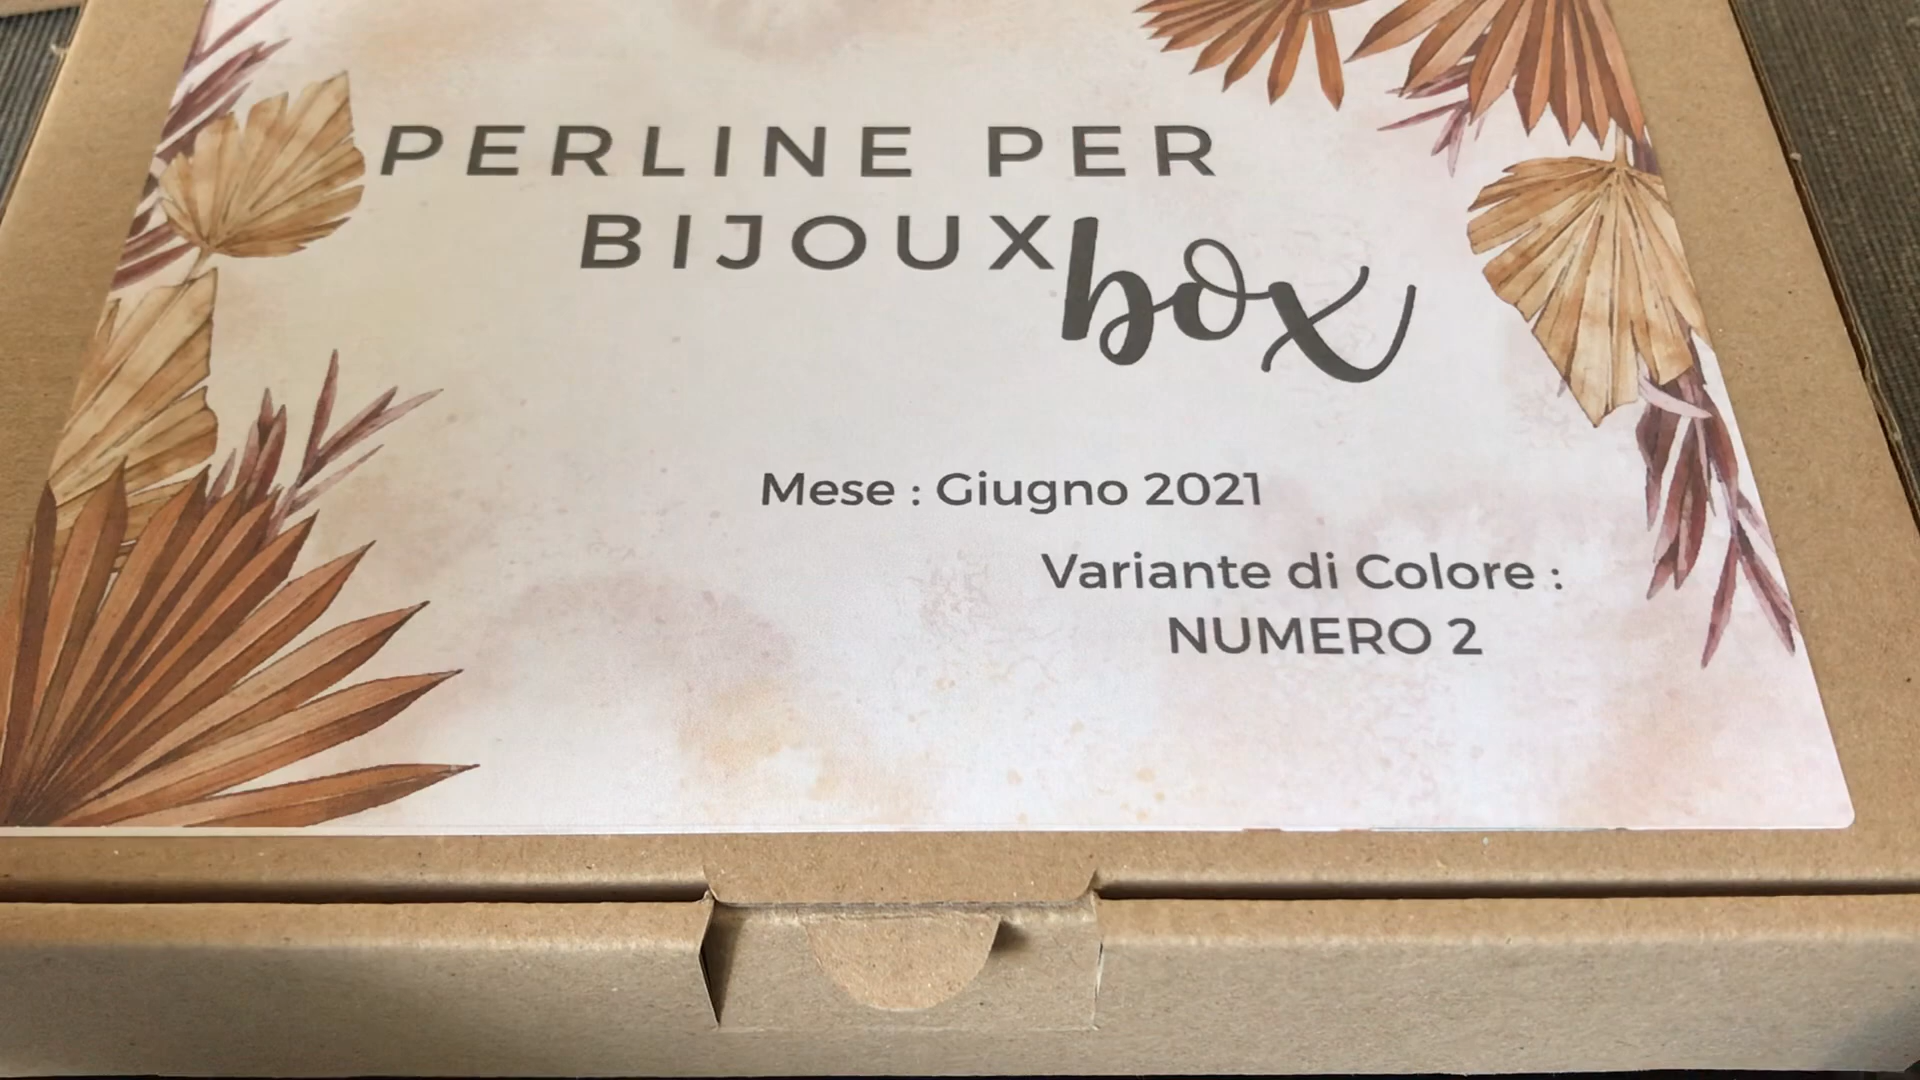 PERLINE PER
BIJOUX box
Mese : Giugno 2021
Variante di Colore :
NUMERO 2